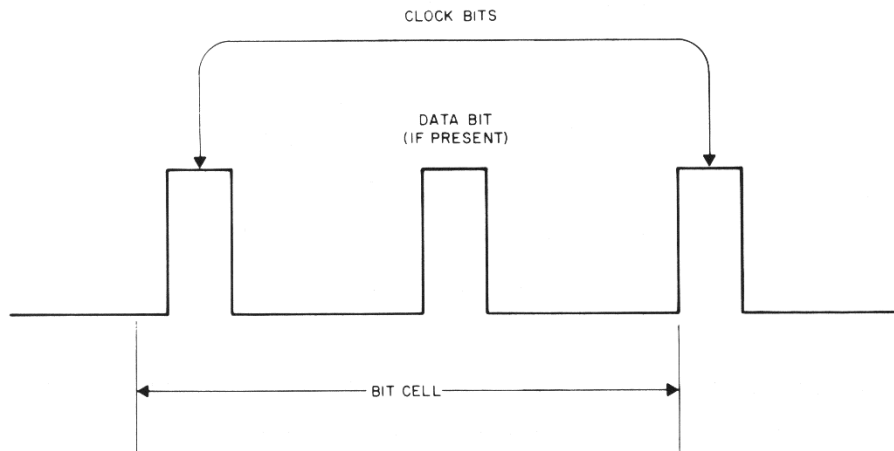 CLOCK BITS
DATA BIT
(IF PRESENT)
BIT CELL